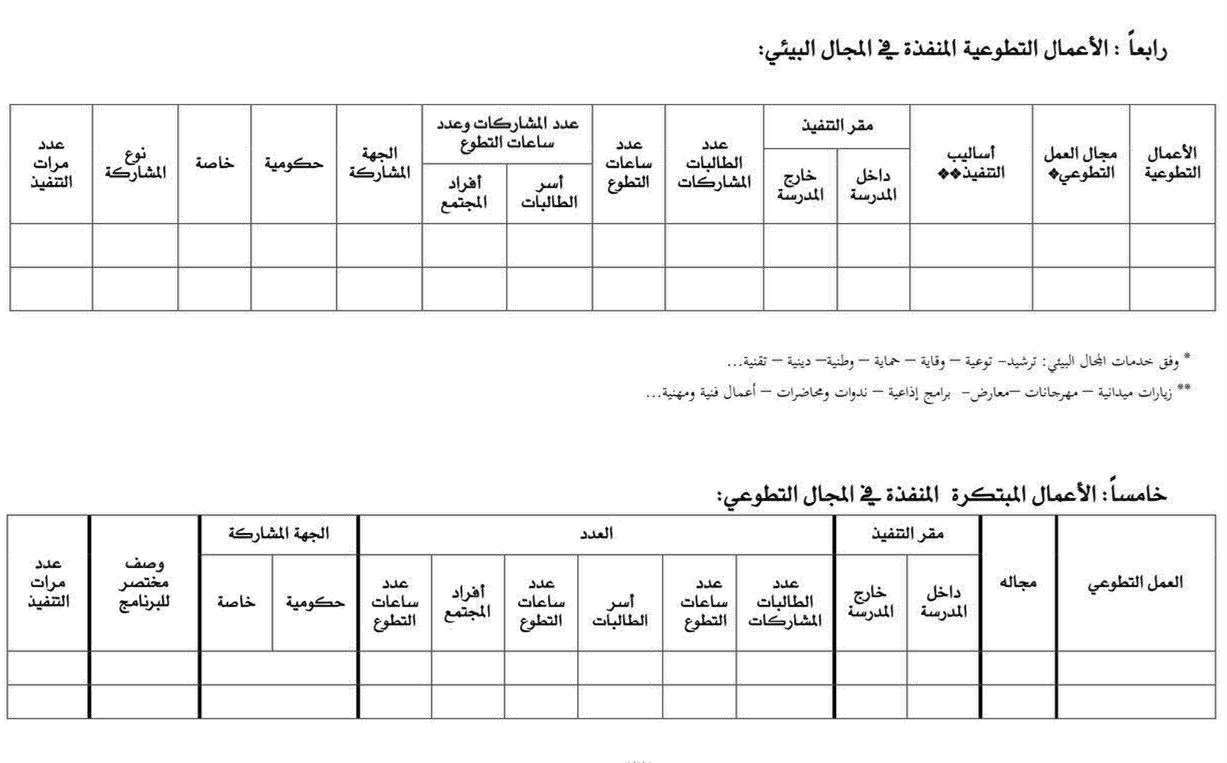 رابعاً : الأعمال التطوعية المنفذة في المجال البيئي:
الأعمال التطوعية
مجال العمل التطوعي❖
أساليب التنفيذ❖❖
مقر التنفيذ
داخل المدرسة
خارج المدرسة
عدد الطالبات المشاركات
عدد ساعات التطوع
عدد المشاركات وعدد ساعات التطوع
أسر الطالبات
أفراد المجتمع
الجهة المشاركة
حكومية
خاصة
نوع المشاركة
عدد مرات التنفيذ
* وفق خدمات المجال البيئي: ترشيد– توعية – وقاية – حماية – وطنية– دينية – تقنية...
** زيارات ميدانية – مهرجانات –معارض– برامج إذاعية – ندوات ومحاضرات – أعمال فنية ومهنية...
خامساً: الأعمال المبتكرة المنفذة في المجال التطوعي:
العمل التطوعي
مجاله
مقر التنفيذ
داخل المدرسة
خارج المدرسة
العدد
عدد الطالبات المشاركات
عدد ساعات التطوع
أسر الطالبات
عدد ساعات التطوع
أفراد المجتمع
عدد ساعات التطوع
الجهة المشاركة
حكومية
خاصة
وصف مختصر للبرنامج
عدد مرات التنفيذ